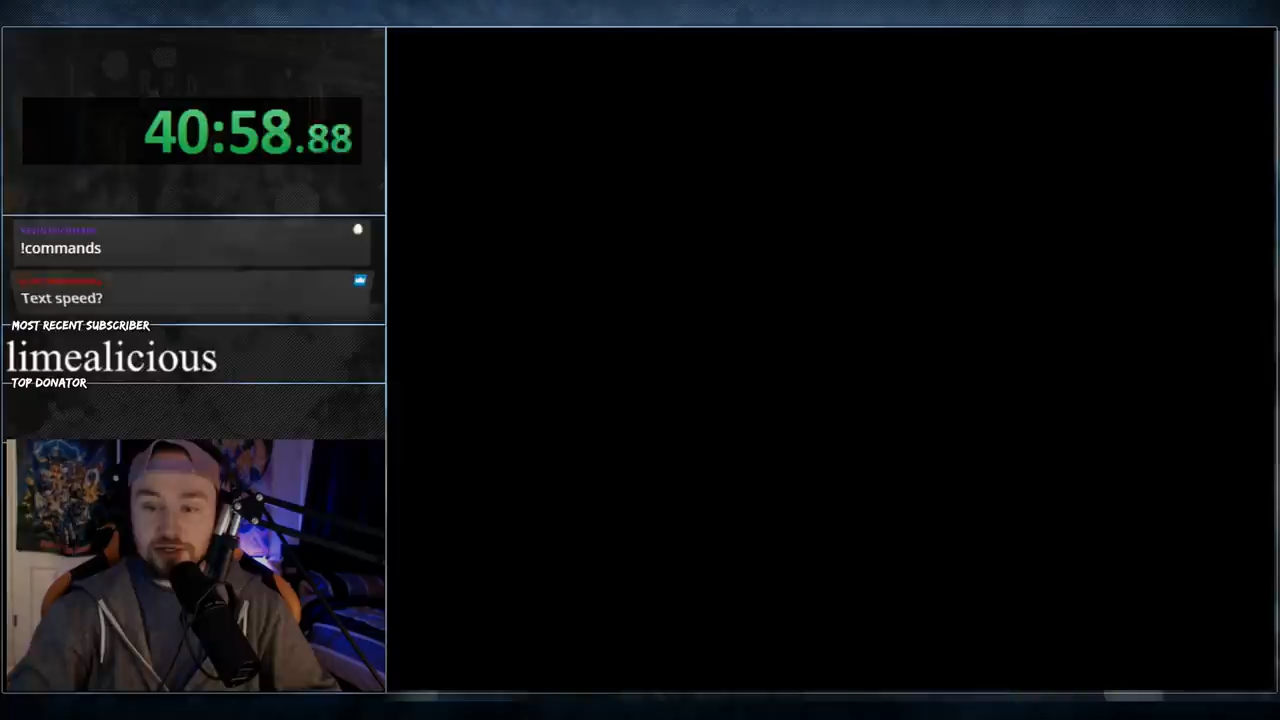 40:58.88
!commands
Text speed?
MOST RECENT SUBSCRIBER
limealicious
TOP DONATOR